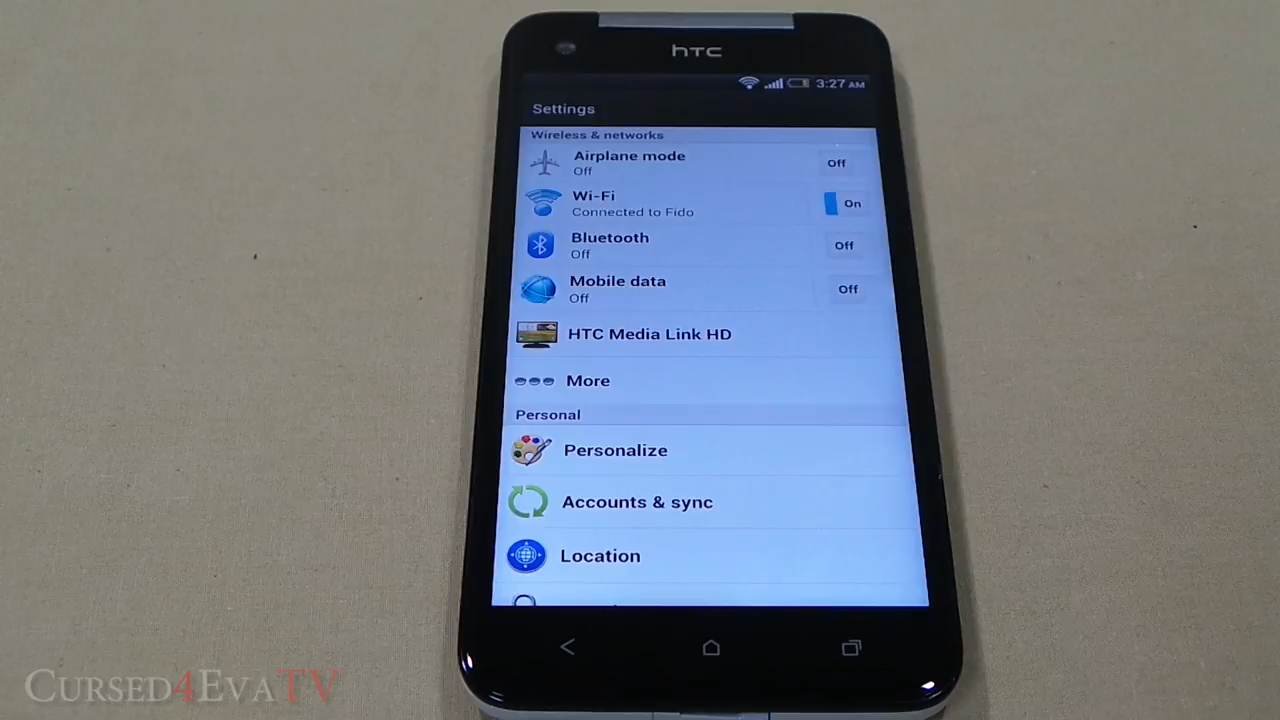 hTC
3:27 AM
Settings
Wireless & networks
Airplane mode
Off
Off
Wi-Fi
Connected to Fido
On
Bluetooth
Off
Off
Mobile data
Off
Off
HTC Media Link HD
More
Personal
Personalize
Accounts & sync
Location
CURSED4EVATV